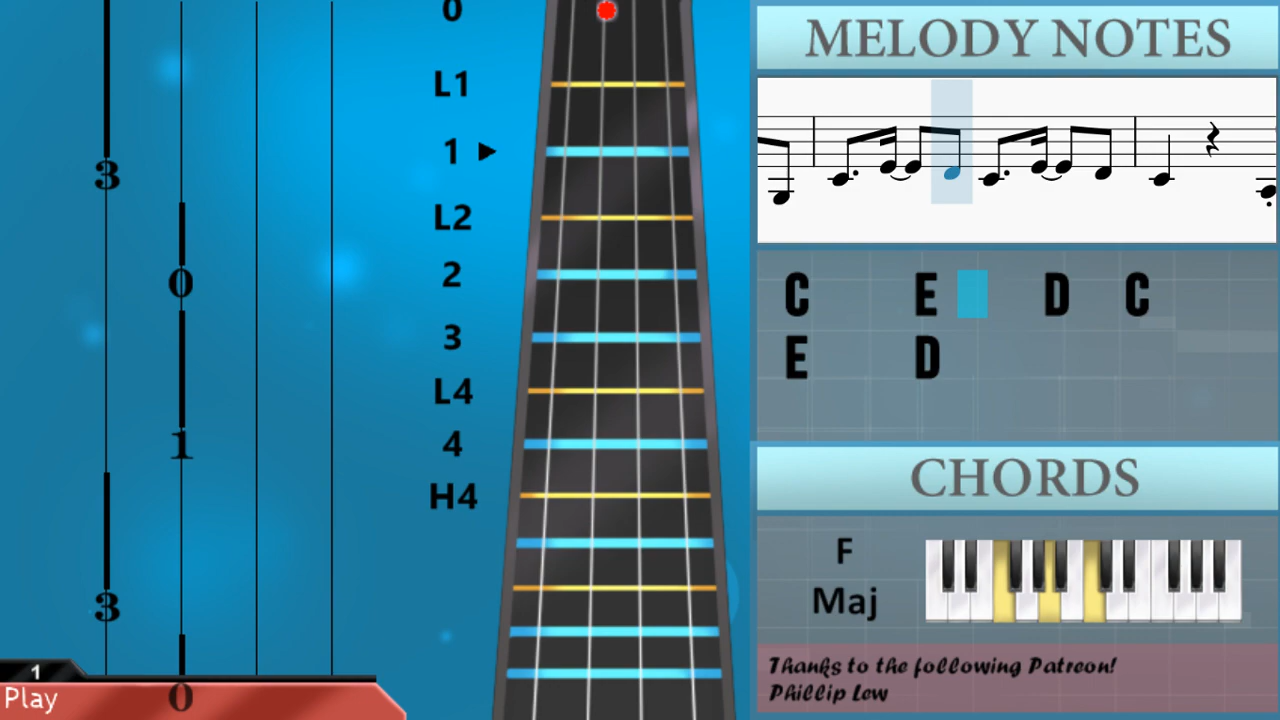 3
0
1
3
1
Play
0
0
L1
1
L2
2
3
L4
4
H4
MELODY NOTES
C E D C
E D
CHORDS
F
Maj
Thanks to the following Patreon!
Phillip Lew